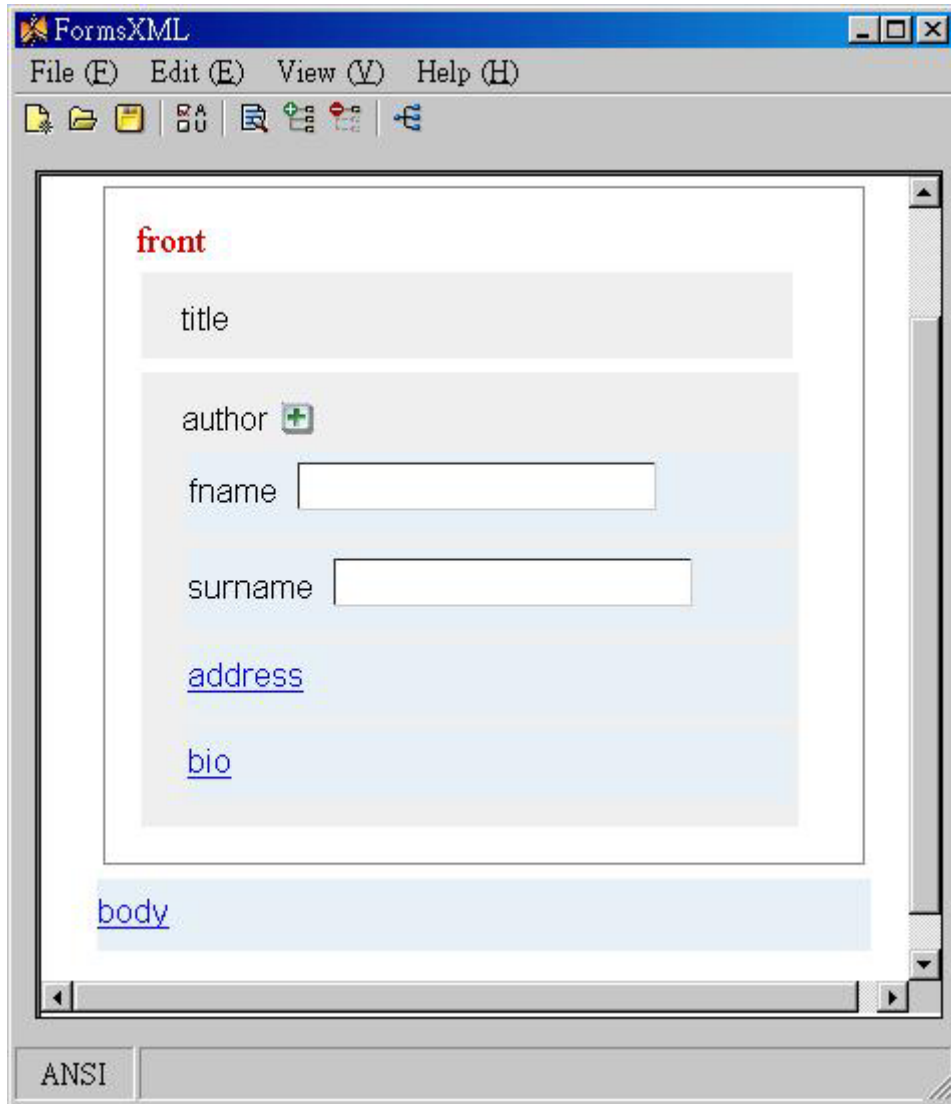 FormsXML
File (F) Edit (E) View (V) Help (H)
front
title
author
fname
surname
address
bio
body
ANSI